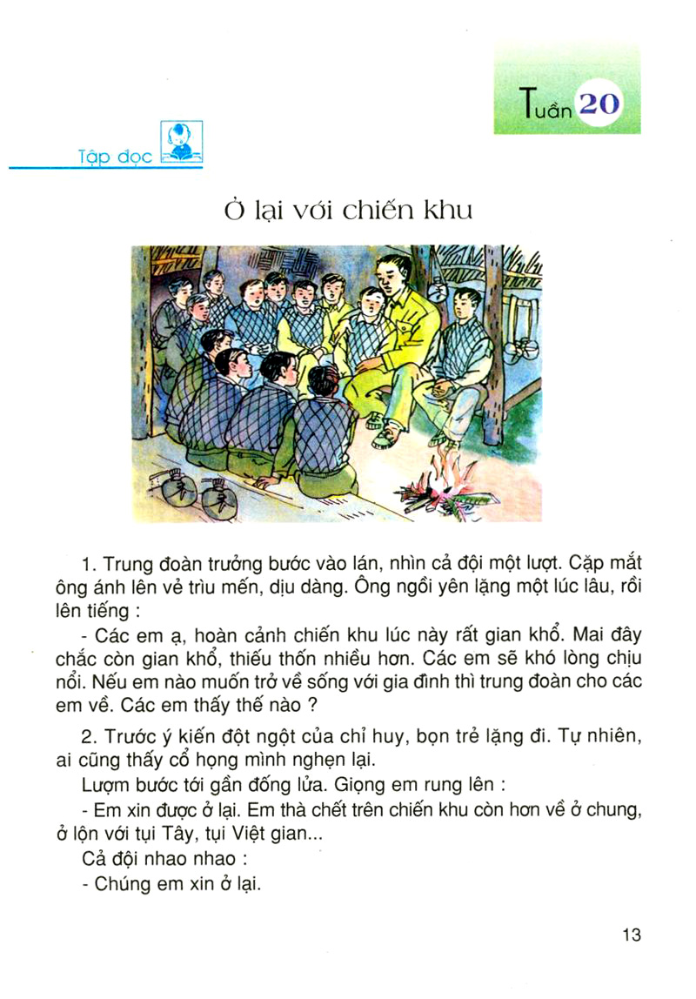 Tuần 20
Tập đọc
Ở lại với chiến khu
1. Trung đoàn trưởng bước vào lán, nhìn cả đội một lượt. Cặp mắt
ông ánh lên vẻ trìu mến, dịu dàng. Ông ngồi yên lặng một lúc lâu, rồi
lên tiếng :
- Các em ạ, hoàn cảnh chiến khu lúc này rất gian khổ. Mai đây
chắc còn gian khổ, thiếu thốn nhiều hơn. Các em sẽ khó lòng chịu
nổi. Nếu em nào muốn trở về sống với gia đình thì trung đoàn cho các
em về. Các em thấy thế nào ?
2. Trước ý kiến đột ngột của chỉ huy, bọn trẻ lặng đi. Tự nhiên,
ai cũng thấy cổ họng mình nghẹn lại.
Lượm bước tới gần đống lửa. Giọng em rung lên :
- Em xin được ở lại. Em thà chết trên chiến khu còn hơn về ở chung,
ở lộn với tụi Tây, tụi Việt gian...
Cả đội nhao nhao :
- Chúng em xin ở lại.
13